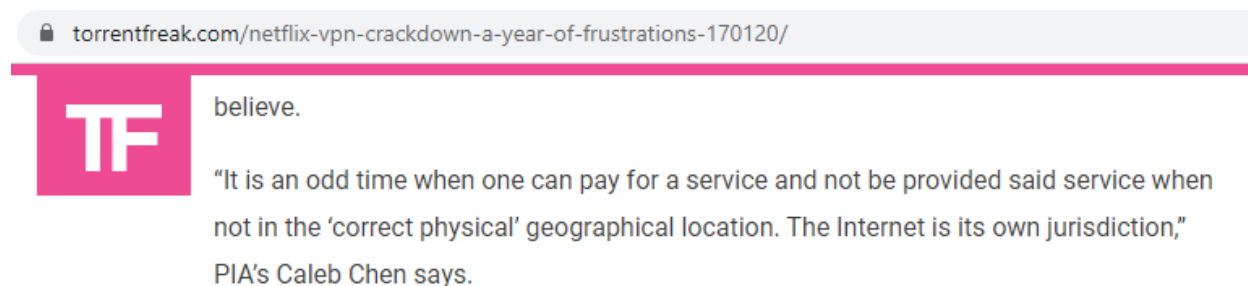 torrentfreak.com/netflix-vpn-crackdown-a-year-of-frustrations-170120/
TF
believe.
“It is an odd time when one can pay for a service and not be provided said service when
not in the ‘correct physical’ geographical location. The Internet is its own jurisdiction,”
PIA’s Caleb Chen says.